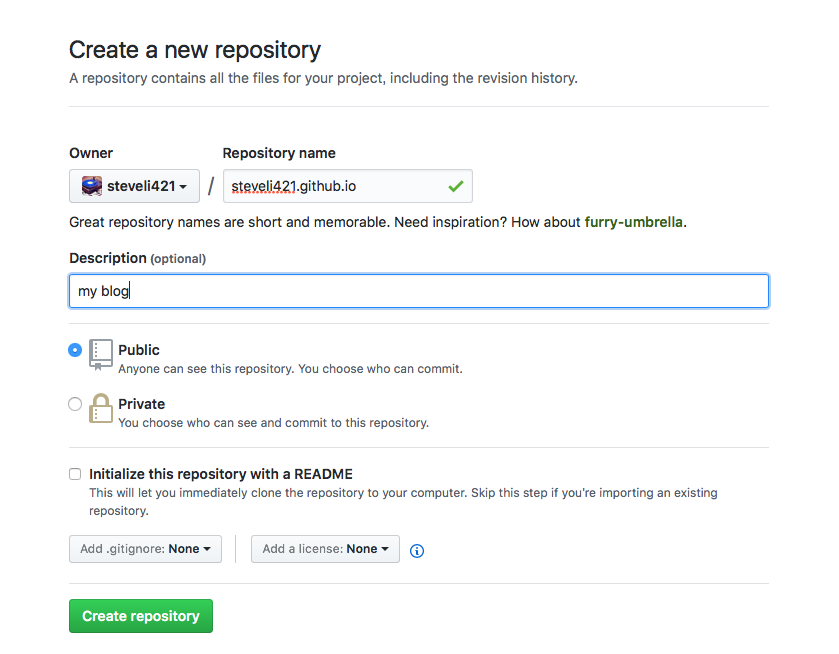 Create a new repository
A repository contains all the files for your project, including the revision history.
Owner
Repository name
steveli421
/
steveli421.github.io
Great repository names are short and memorable. Need inspiration? How about furry-umbrella.
Description (optional)
my blog
Public
Anyone can see this repository. You choose who can commit.
Private
You choose who can see and commit to this repository.
Initialize this repository with a README
This will let you immediately clone the repository to your computer. Skip this step if you're importing an existing
repository.
Add .gitignore: None
Add a license: None
Create repository